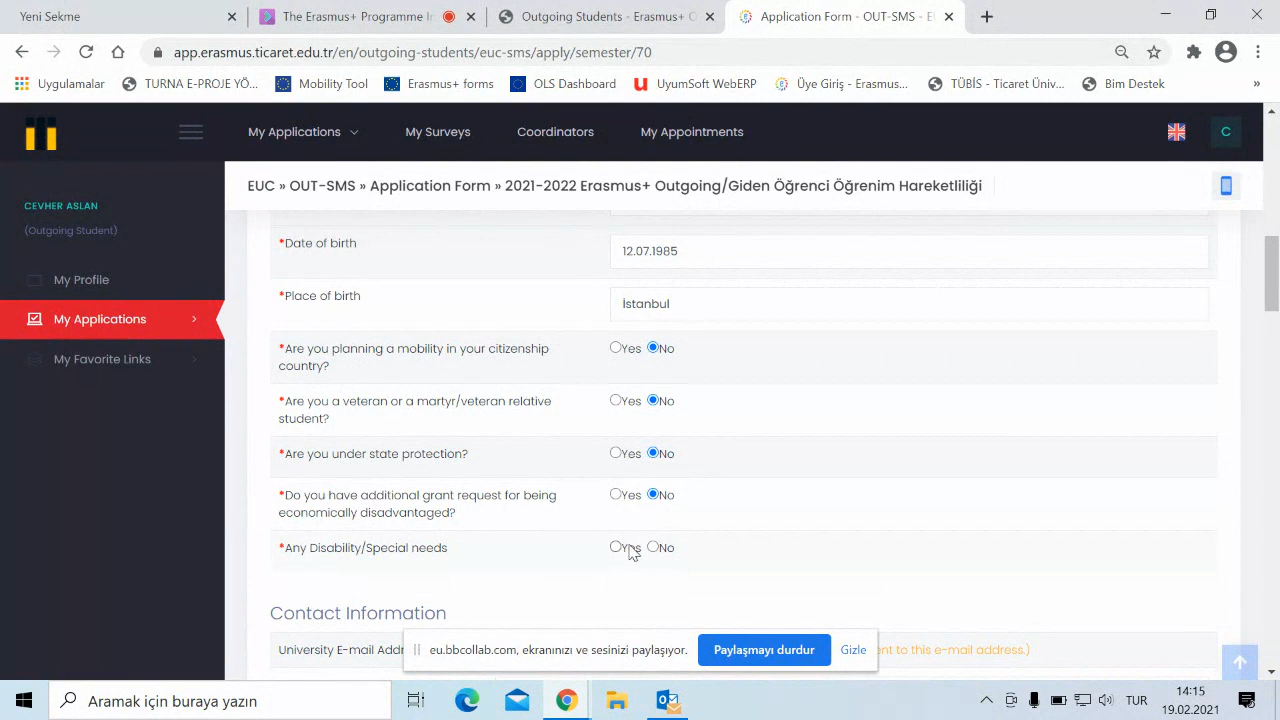 Yeni Sekme
The Erasmus+ Programme I
Outgoing Students - Erasmus+ O
Application Form - OUT-SMS - EU
app.erasmus.ticaret.edu.tr/en/outgoing-students/euc-sms/apply/semester/70
Uygulamalar
TURNA E-PROJE YÖ...
Mobility Tool
Erasmus+ forms
OLS Dashboard
UyumSoft WebERP
Üye Giriş - Erasmus...
TÜBİS - Ticaret Üniv...
Bim Destek
»
My Applications
My Surveys
Coordinators
My Appointments
C
EUC » OUT-SMS » Application Form » 2021-2022 Erasmus+ Outgoing/Giden Öğrenci Öğrenim Hareketliliği
CEVHER ASLAN
(Outgoing Student)
My Profile
My Applications
My Favorite Links
*Date of birth
12.07.1985
*Place of birth
İstanbul
*Are you planning a mobility in your citizenship
country?
Yes No
*Are you a veteran or a martyr/veteran relative
student?
Yes No
*Are you under state protection?
Yes No
*Do you have additional grant request for being
economically disadvantaged?
Yes No
*Any Disability/Special needs
Yes No
Contact Information
University E-mail Addr
nt to this e-mail address.)
eu.bbcollab.com, ekranınızı ve sesinizi paylaşıyor.
Paylaşmayı durdur
Gizle
Aramak için buraya yazın
TUR
14:15
19.02.2021